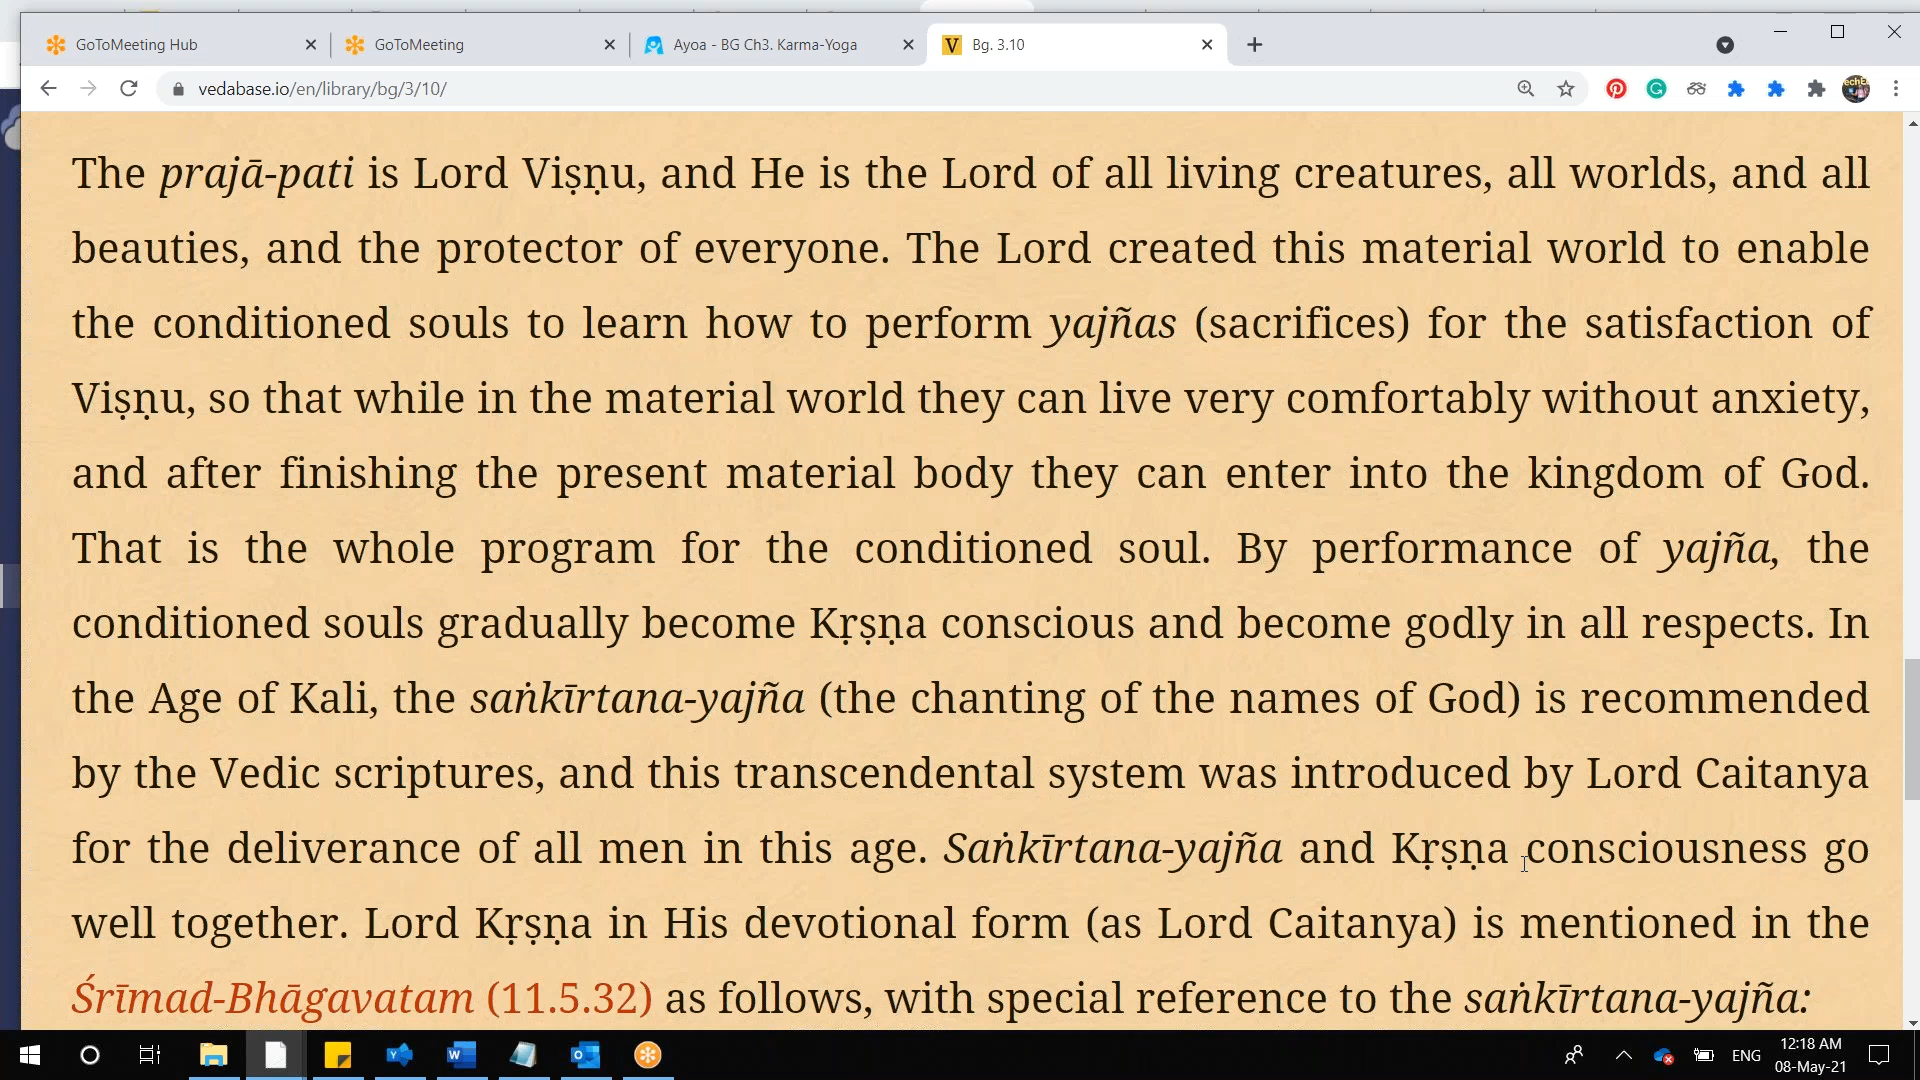 GoToMeeting Hub
GoToMeeting
Ayoa - BG Ch3. Karma-Yoga
V Bg. 3.10
vedabase.io/en/library/bg/3/10/
The prajā-pati is Lord Viṣṇu, and He is the Lord of all living creatures, all worlds, and all
beauties, and the protector of everyone. The Lord created this material world to enable
the conditioned souls to learn how to perform yajñas (sacrifices) for the satisfaction of
Viṣṇu, so that while in the material world they can live very comfortably without anxiety,
and after finishing the present material body they can enter into the kingdom of God.
That is the whole program for the conditioned soul. By performance of yajña, the
conditioned souls gradually become Kṛṣṇa conscious and become godly in all respects. In
the Age of Kali, the saṅkīrtana-yajña (the chanting of the names of God) is recommended
by the Vedic scriptures, and this transcendental system was introduced by Lord Caitanya
for the deliverance of all men in this age. Saṅkīrtana-yajña and Kṛṣṇa consciousness go
well together. Lord Kṛṣṇa in His devotional form (as Lord Caitanya) is mentioned in the
Śrīmad-Bhāgavatam (11.5.32) as follows, with special reference to the saṅkīrtana-yajña:
ENG
12:18 AM
08-May-21